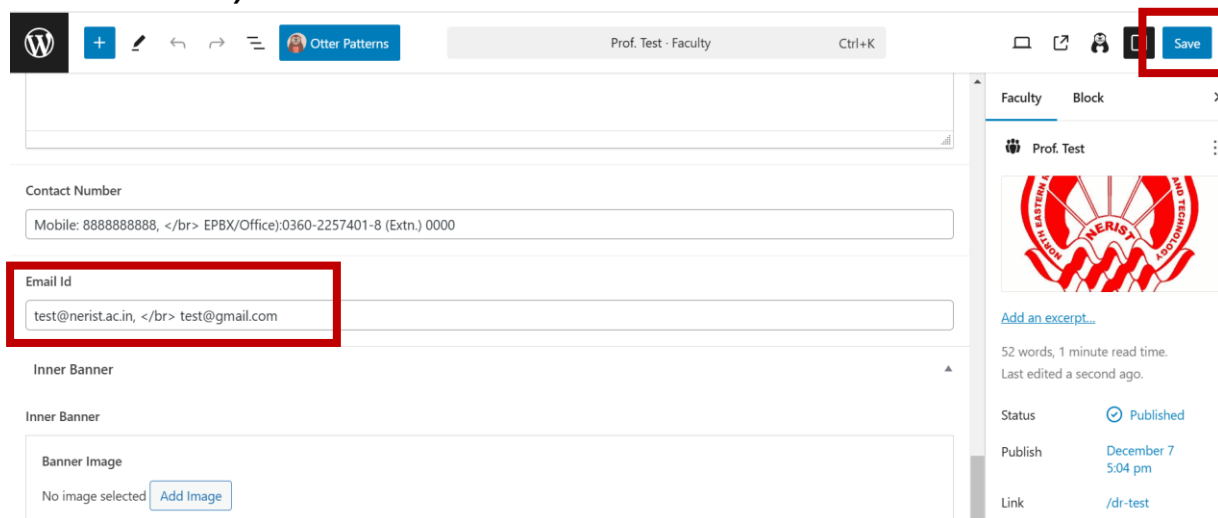 Otter Patterns
Prof. Test · Faculty Ctrl+K
Save
Faculty Block
Prof. Test
NORTH EASTERN
AND TECHNOLOGY
NERIST
Contact Number
Mobile: 8888888888, </br> EPBX/Office):0360-2257401-8 (Extn.) 0000
Email Id
test@nerist.ac.in, </br> test@gmail.com
Inner Banner
Inner Banner
Banner Image
No image selected Add Image
Add an excerpt...
52 words, 1 minute read time.
Last edited a second ago.
Status Published
Publish December 7
5:04 pm
Link /dr-test